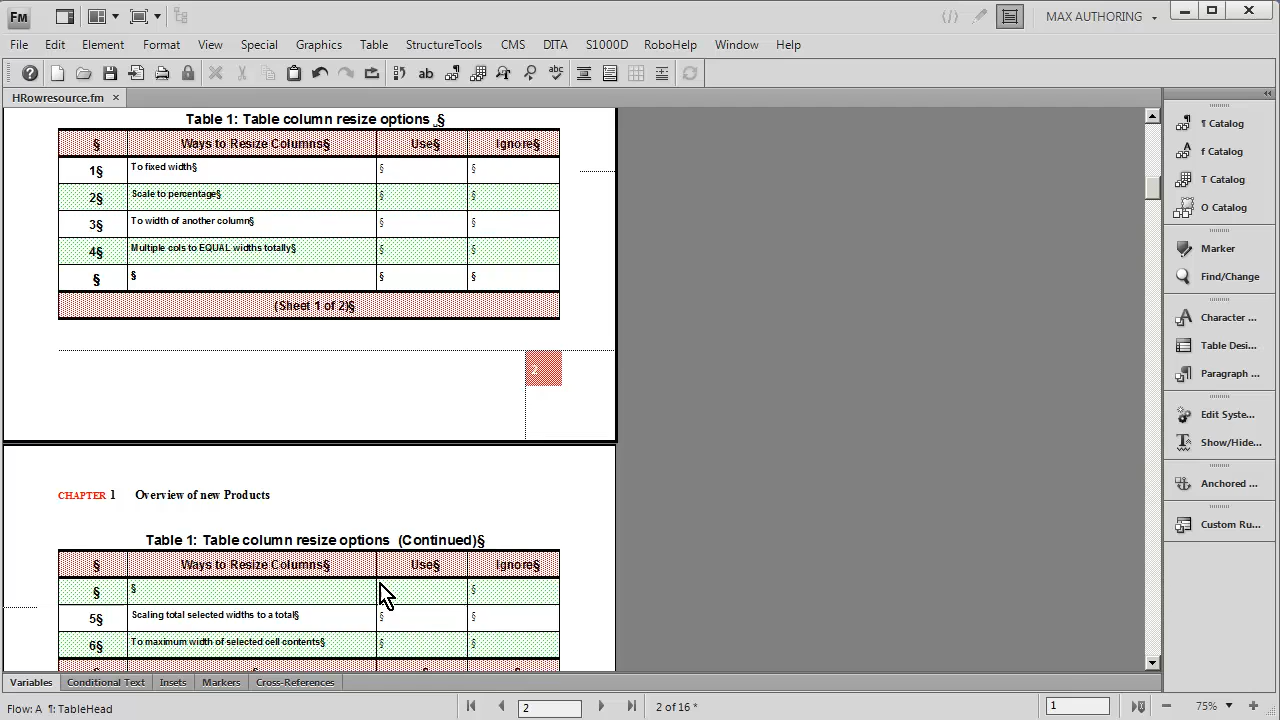 Fm MAX AUTHORING
File Edit Element Format View Special Graphics Table StructureTools CMS DITA S1000D RoboHelp Window Help
HRowresource.fm ×
Table 1: Table column resize options §
§ Ways to Resize Columns§ Use§ Ignore§
1§ To fixed width§ § §
2§ Scale to percentage§ § §
3§ To width of another column§ § §
4§ Multiple cols to EQUAL widths totally§ § §
§ § § §
(Sheet 1 of 2)§
CHAPTER 1 Overview of new Products
Table 1: Table column resize options (Continued)§
§ Ways to Resize Columns§ Use§ Ignore§
§ § §
5§ Scaling total selected widths to a total§ § §
6§ To maximum width of selected cell contents§ § §
¶ Catalog
f Catalog
T Catalog
O Catalog
Marker
Find/Change
Character ...
Table Desi...
Paragraph ...
Edit Syste...
Show/Hide...
Anchored ...
Custom Ru...
Variables Conditional Text Insets Markers Cross-References
Flow: A ¶: TableHead 2 2 of 16 * 1 75%